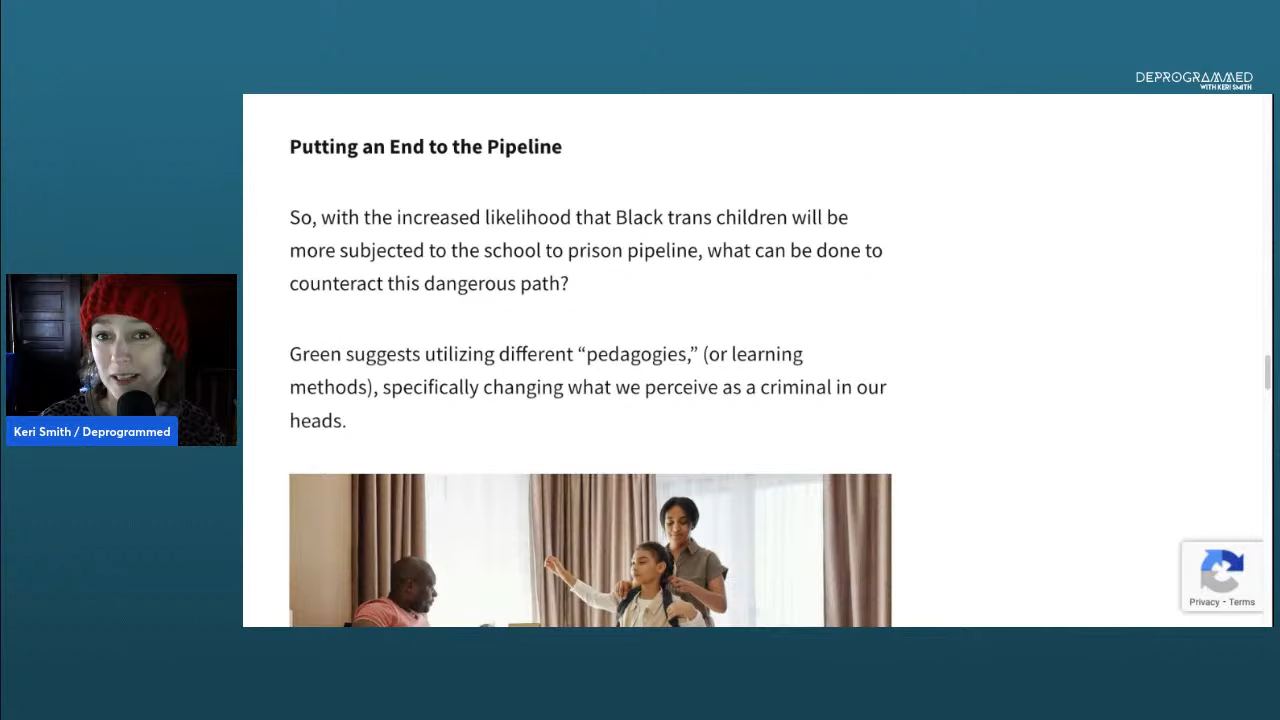 DEPROGRAMMED
WITH KERI SMITH
Putting an End to the Pipeline
So, with the increased likelihood that Black trans children will be
more subjected to the school to prison pipeline, what can be done to
counteract this dangerous path?
Green suggests utilizing different “pedagogies,” (or learning
methods), specifically changing what we perceive as a criminal in our
heads.
Keri Smith / Deprogrammed
Privacy - Terms